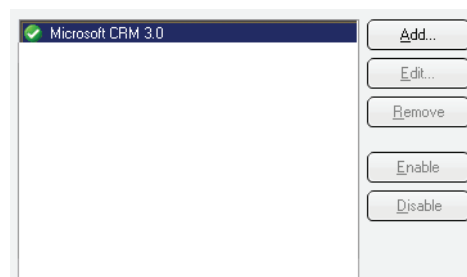 Microsoft CRM 3.0
Add...
Edit...
Remove
Enable
Disable